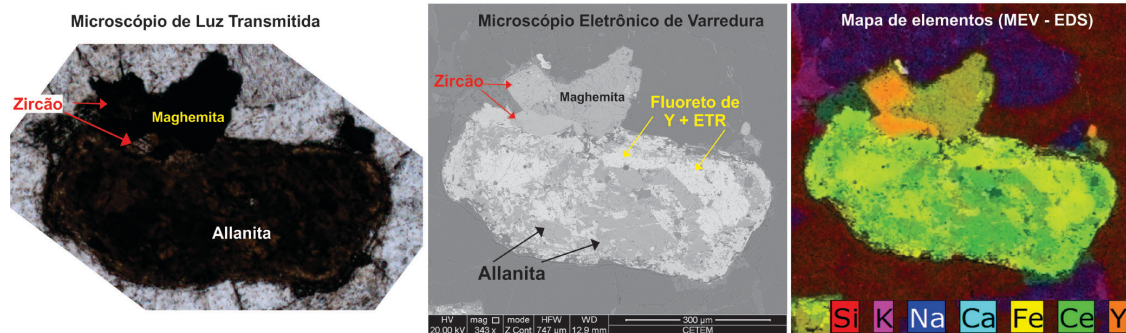 Microscópio de Luz Transmitida
Zircão
Maghemita
Allanita
Microscópio Eletrônico de Varredura
Zircão
Maghemita
Fluoreto de
Y + ETR
Allanita
HV mag □ mode HFW WD 300 µm
20.00 kV 343 x Z Cont 747 µm 12.9 mm CETEM
Mapa de elementos (MEV - EDS)
Si K Na Ca Fe Ce Y